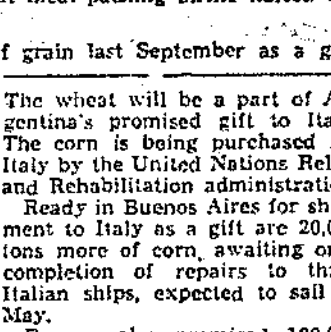 f grain last September as a g
The wheat will be a part of A
gentina's promised gift to Ita
The corn is being purchased
Italy by the United Nations Rel
and Rehabilitation administrati
Ready in Buenos Aires for sh
ment to Italy as a gift are 20,0
tons more of corn, awaiting on
completion of repairs to th
Italian ships, expected to sail
May.